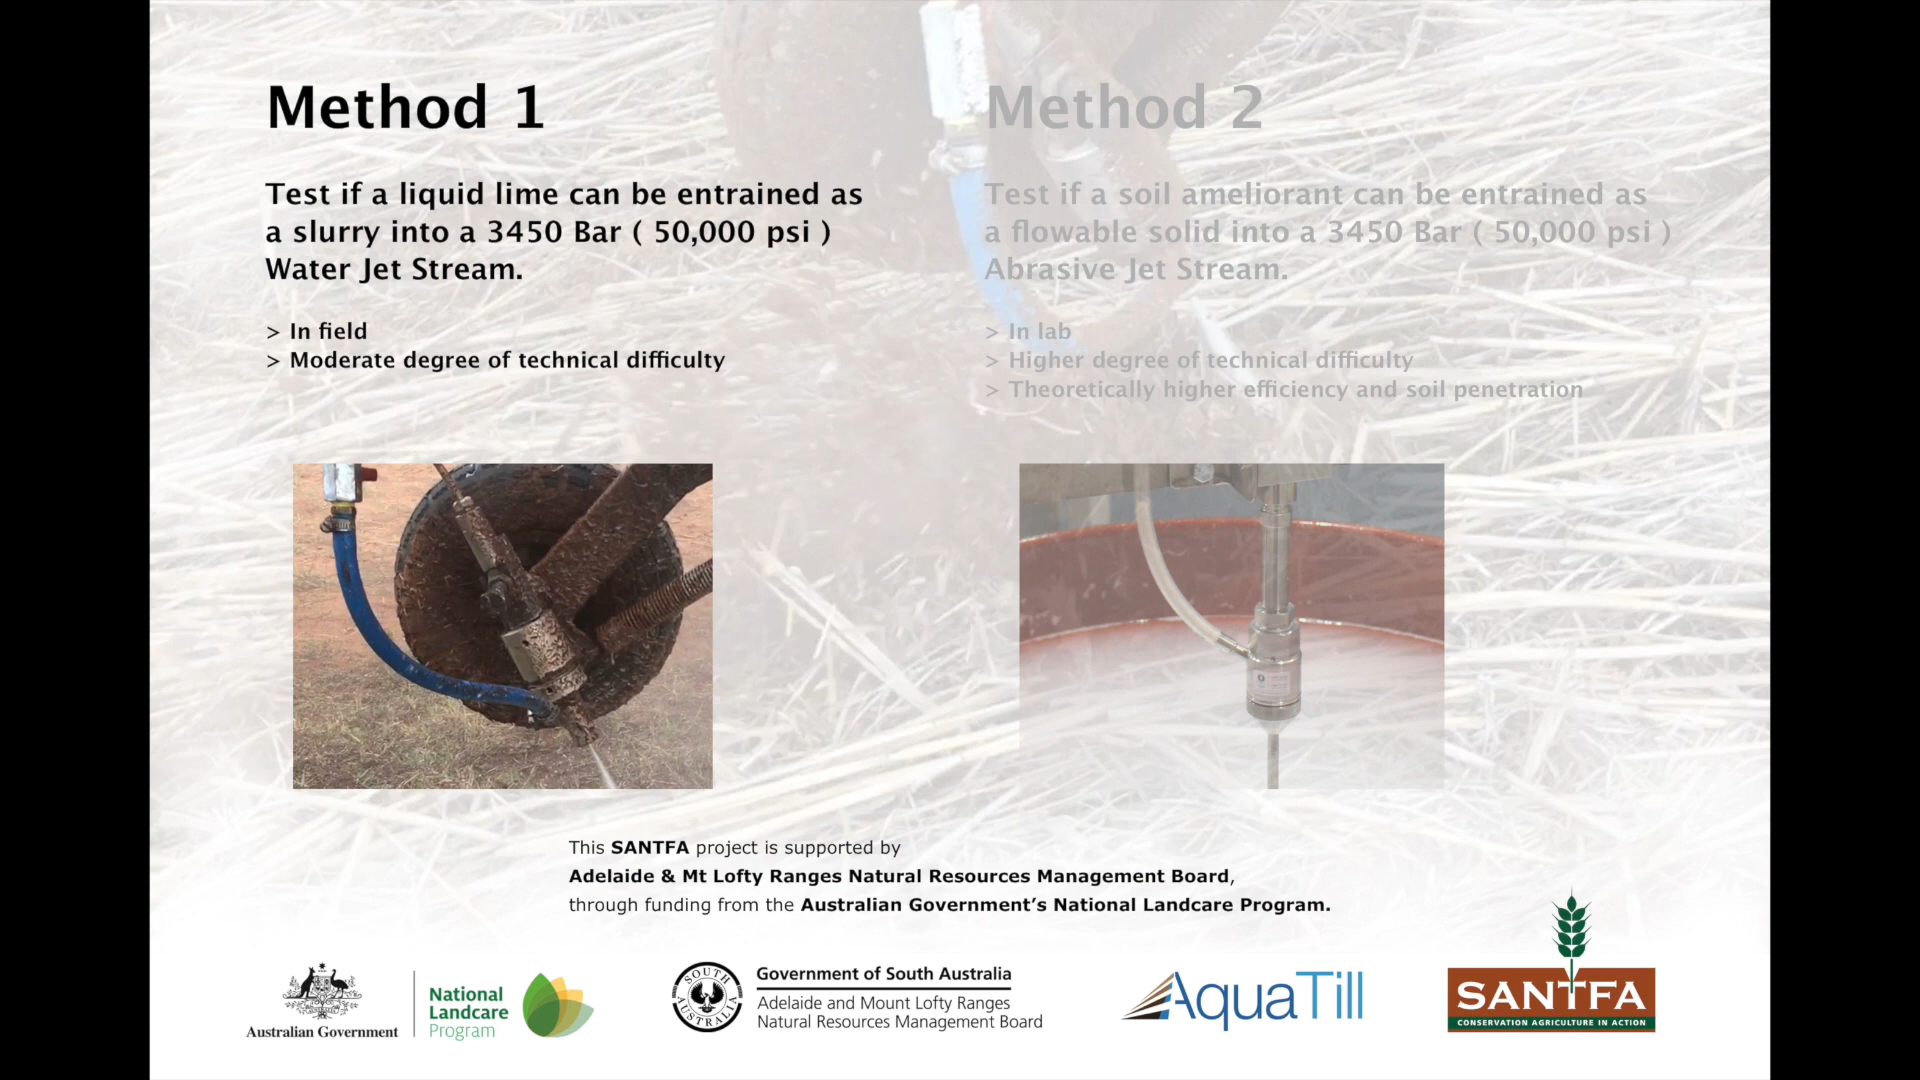 Method 1
Test if a liquid lime can be entrained as
a slurry into a 3450 Bar ( 50,000 psi )
Water Jet Stream.
> In field
> Moderate degree of technical difficulty
Method 2
Test if a soil ameliorant can be entrained as
a flowable solid into a 3450 Bar ( 50,000 psi )
Abrasive Jet Stream.
> In lab
> Higher degree of technical difficulty
> Theoretically higher efficiency and soil penetration
This SANTFA project is supported by
Adelaide & Mt Lofty Ranges Natural Resources Management Board,
through funding from the Australian Government’s National Landcare Program.
Australian Government
National
Landcare
Program
SOUTH AUSTRALIA
Government of South Australia
Adelaide and Mount Lofty Ranges
Natural Resources Management Board
AquaTill
SANTFA
CONSERVATION AGRICULTURE IN ACTION